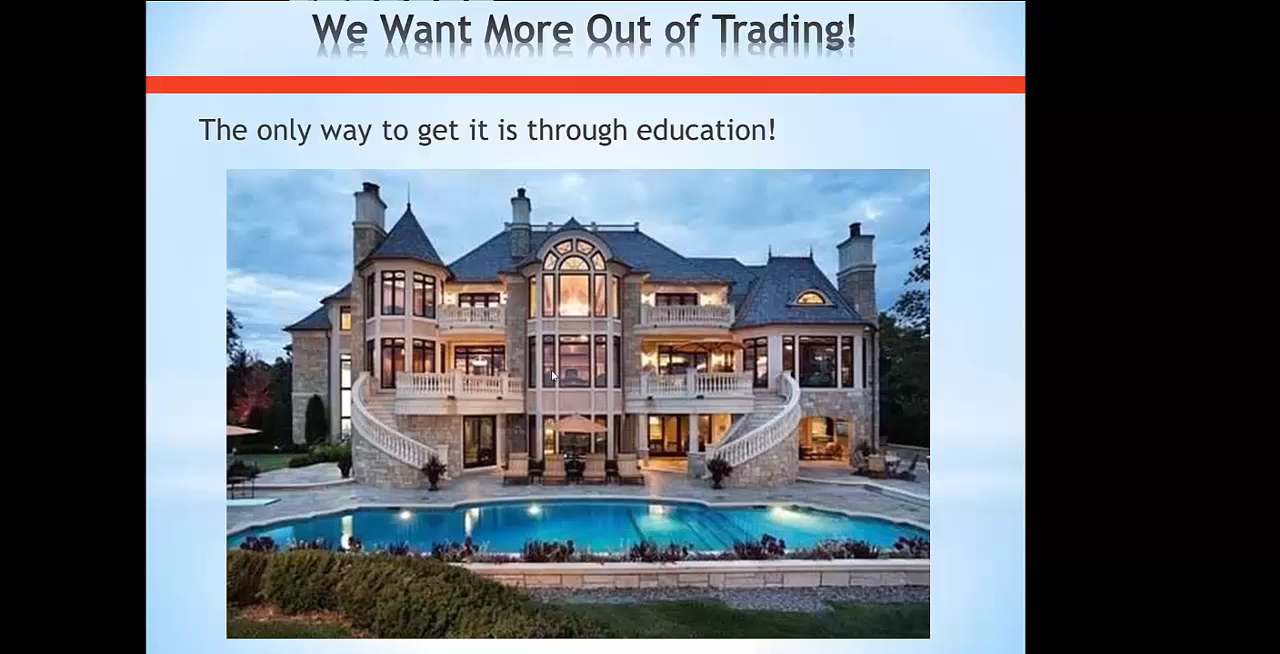 We Want More Out of Trading!
The only way to get it is through education!